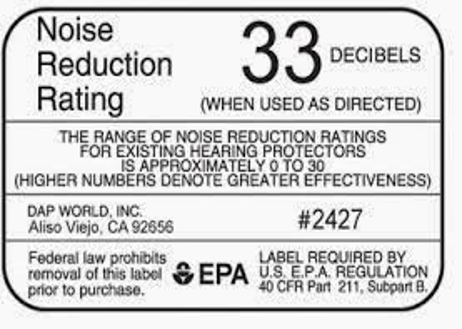 Noise
Reduction
Rating
33 DECIBELS
(WHEN USED AS DIRECTED)
THE RANGE OF NOISE REDUCTION RATINGS
FOR EXISTING HEARING PROTECTORS
IS APPROXIMATELY 0 TO 30
(HIGHER NUMBERS DENOTE GREATER EFFECTIVENESS)
DAP WORLD, INC.
Aliso Viejo, CA 92656
#2427
Federal law prohibits
removal of this label
prior to purchase.
EPA
LABEL REQUIRED BY
U.S. E.P.A. REGULATION
40 CFR Part 211, Subpart B.